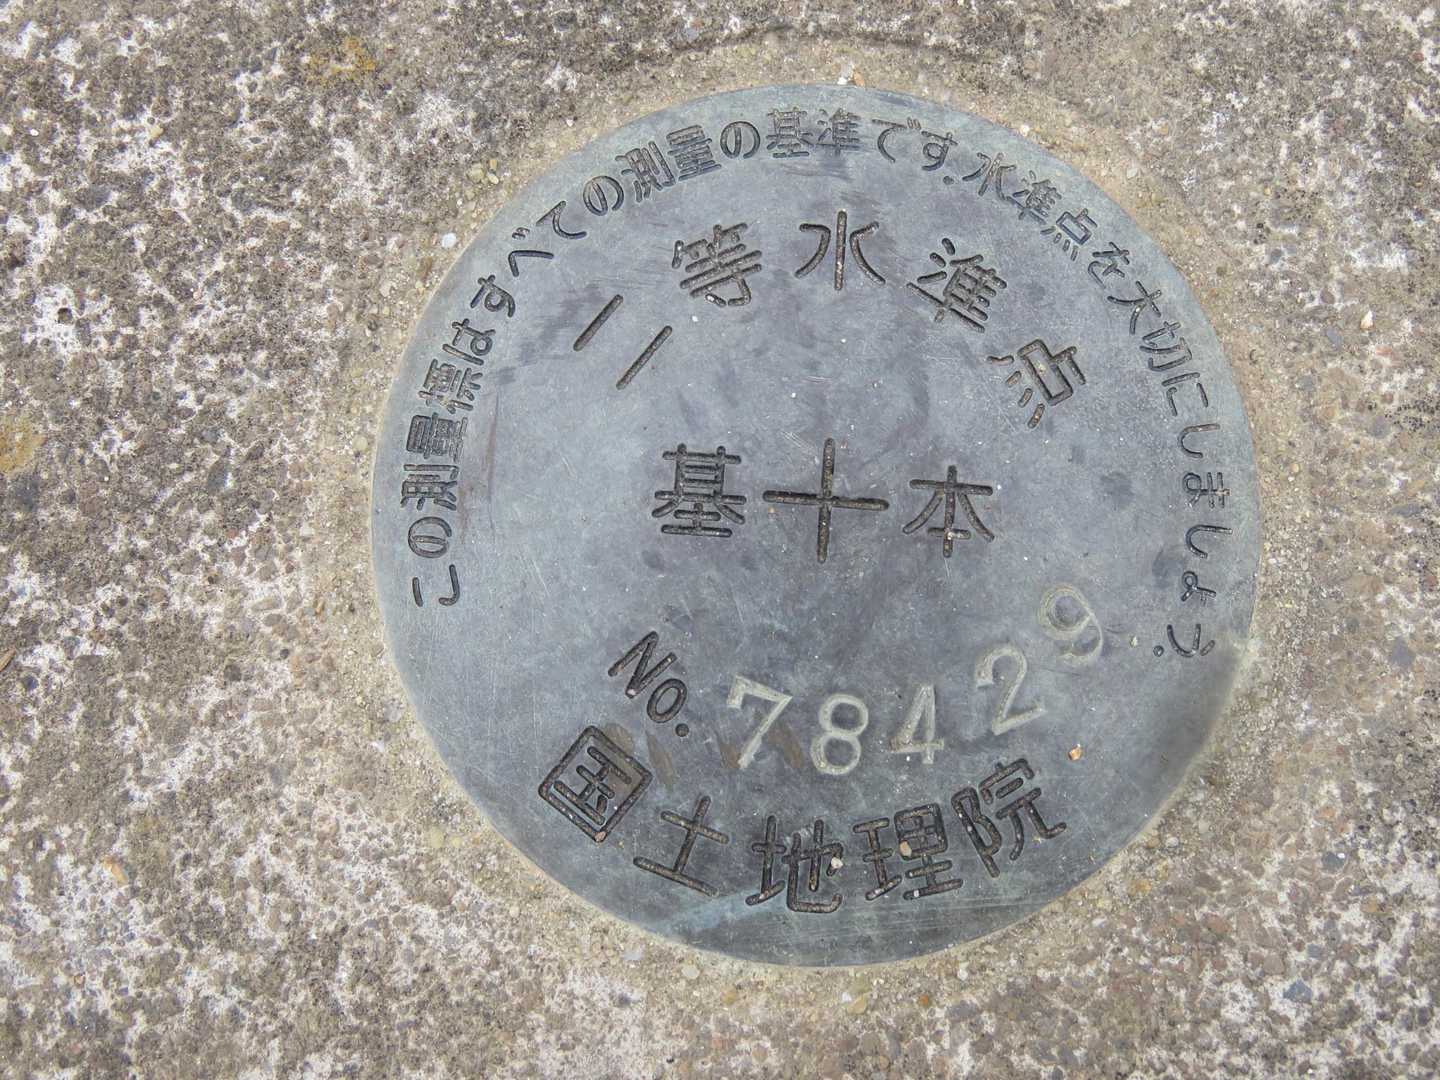 この測量標はすべての測量の基準です.水準点を大切にしましょう.
二等水準点
基本
No. 78429
国土地理院